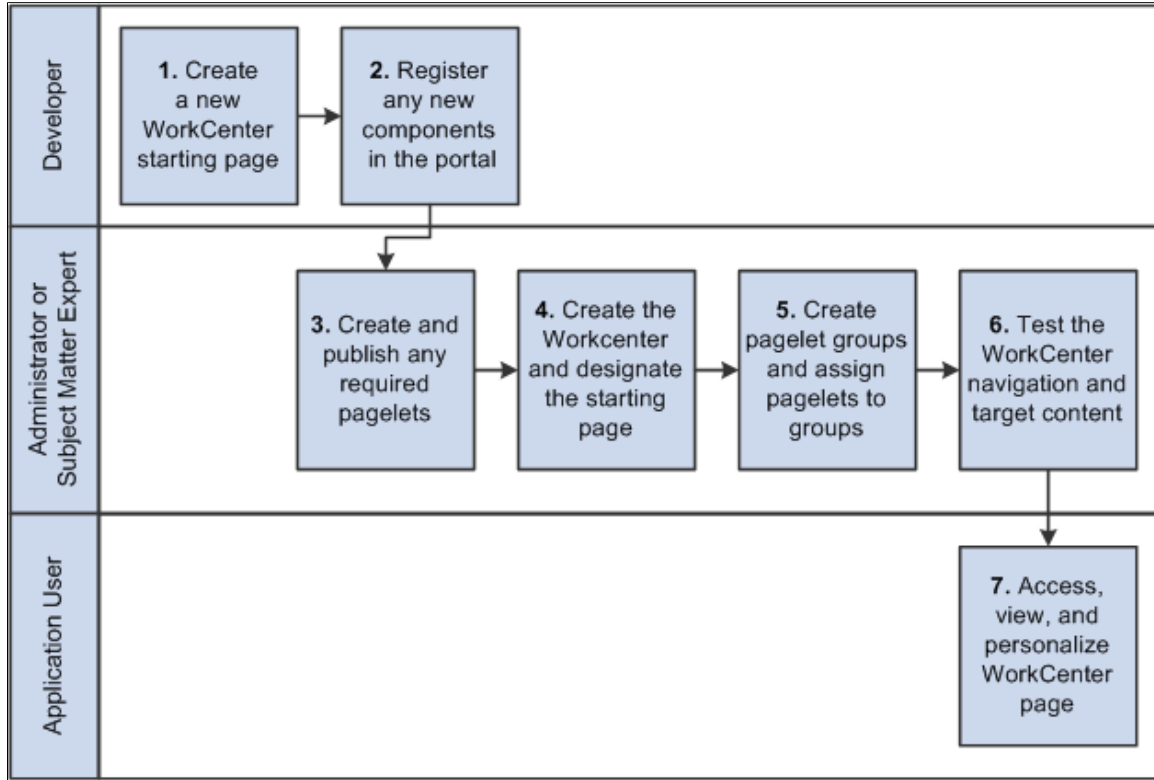 Developer
1. Create
a new
WorkCenter
starting page
2. Register
any new
components
in the portal
Administrator or
Subject Matter Expert
3. Create and
publish any
required
pagelets
4. Create the
Workcenter
and designate
the starting
page
5. Create
pagelet groups
and assign
pagelets to
groups
6. Test the
WorkCenter
navigation and
target content
Application User
7. Access,
view, and
personalize
WorkCenter
page